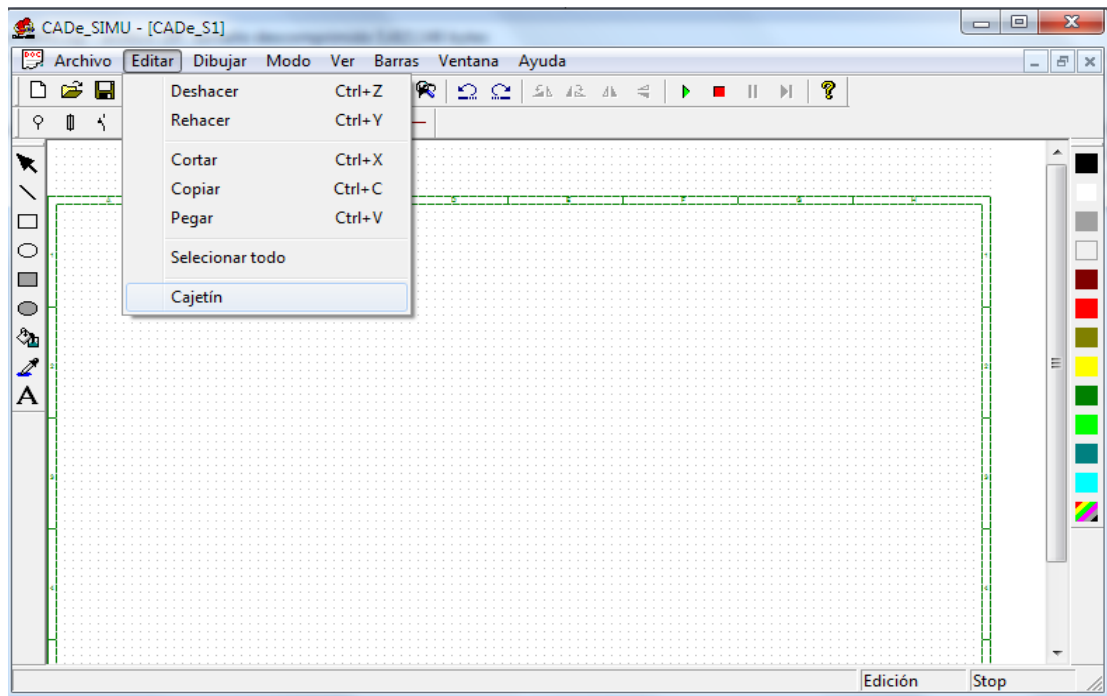 CADe_SIMU - [CADe_S1]
Archivo Editar Dibujar Modo Ver Barras Ventana Ayuda
Deshacer Ctrl+Z
Rehacer Ctrl+Y
Cortar Ctrl+X
Copiar Ctrl+C
Pegar Ctrl+V
Selecionar todo
Cajetín
A
Edición Stop